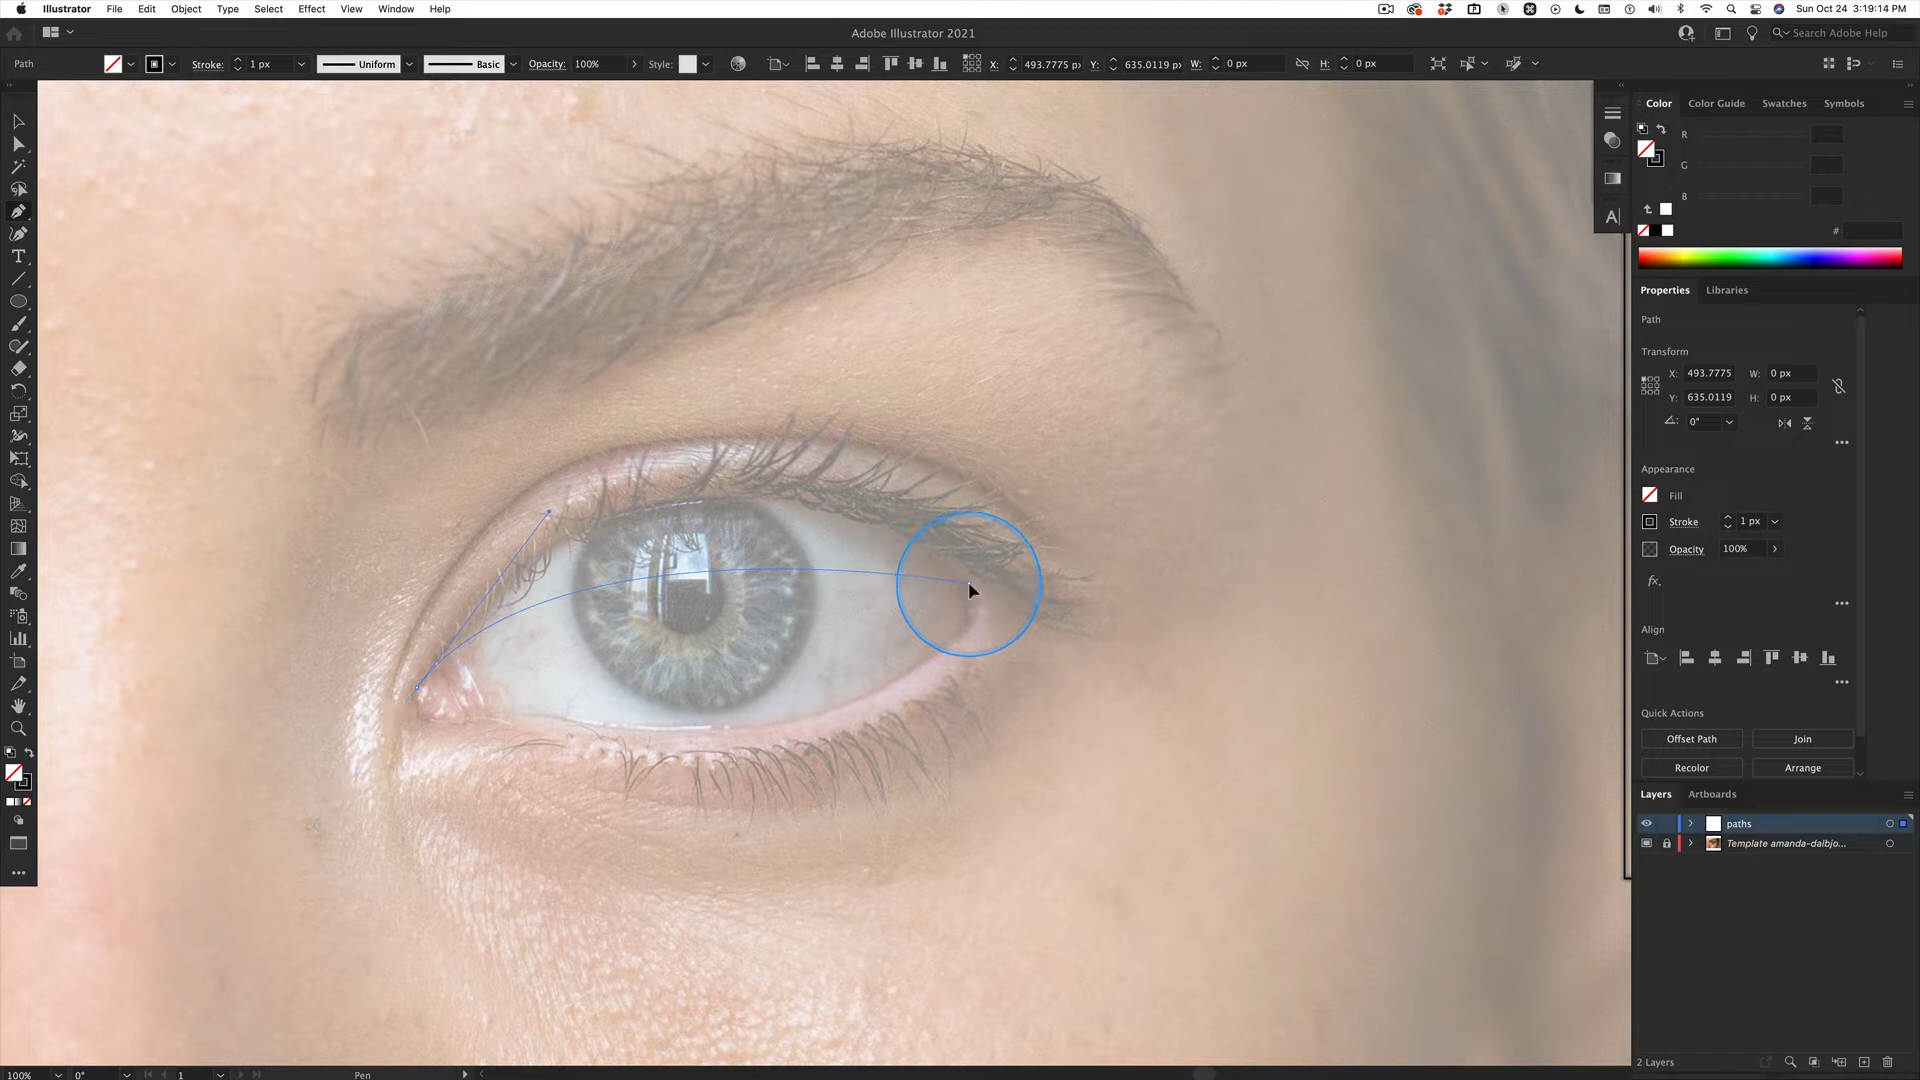 Illustrator File Edit Object Type Select Effect View Window Help
Sun Oct 24 3:19:14 PM
Adobe Illustrator 2021
Search Adobe Help
Path
Stroke: 1 px
Uniform
Basic
Opacity: 100%
Style:
X: 493.7775 p
Y: 635.0119 p
W: 0 px
H: 0 px
Color Color Guide Swatches Symbols
R
G
B
#
Properties Libraries
Path
Transform
X: 493.7775 W: 0 px
Y: 635.0119 H: 0 px
0°
Appearance
Fill
Stroke 1 px
Opacity 100%
fx.
Align
Quick Actions
Offset Path Join
Recolor Arrange
Layers Artboards
paths
Template amanda-dalbjo...
2 Layers
100% 0° 1 Pen